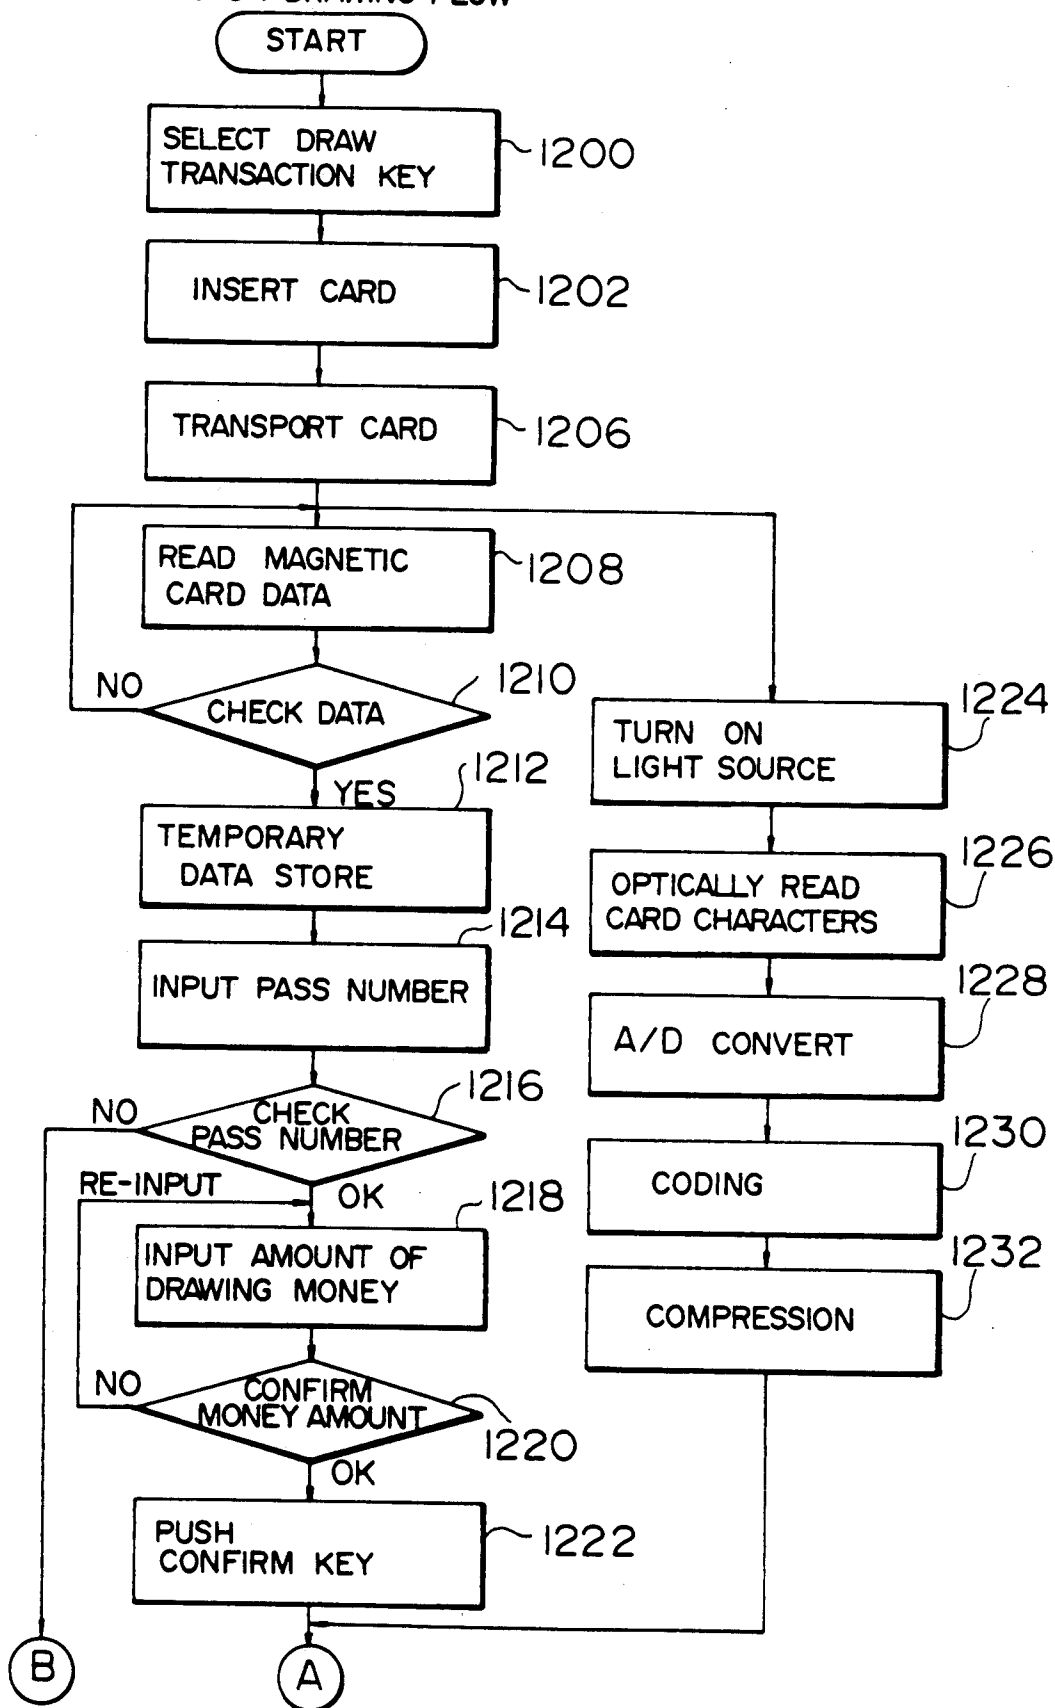 DRAWING FLOW
START
SELECT DRAW
TRANSACTION KEY
1200
INSERT CARD
1202
TRANSPORT CARD
1206
READ MAGNETIC
CARD DATA
1208
NO
CHECK DATA
1210
YES
1212
TEMPORARY
DATA STORE
1214
INPUT PASS NUMBER
NO
CHECK
PASS NUMBER
1216
RE-INPUT
OK
1218
INPUT AMOUNT OF
DRAWING MONEY
NO
CONFIRM
MONEY AMOUNT
1220
OK
PUSH
CONFIRM KEY
1222
B
A
1224
TURN ON
LIGHT SOURCE
1226
OPTICALLY READ
CARD CHARACTERS
1228
A/D CONVERT
1230
CODING
1232
COMPRESSION